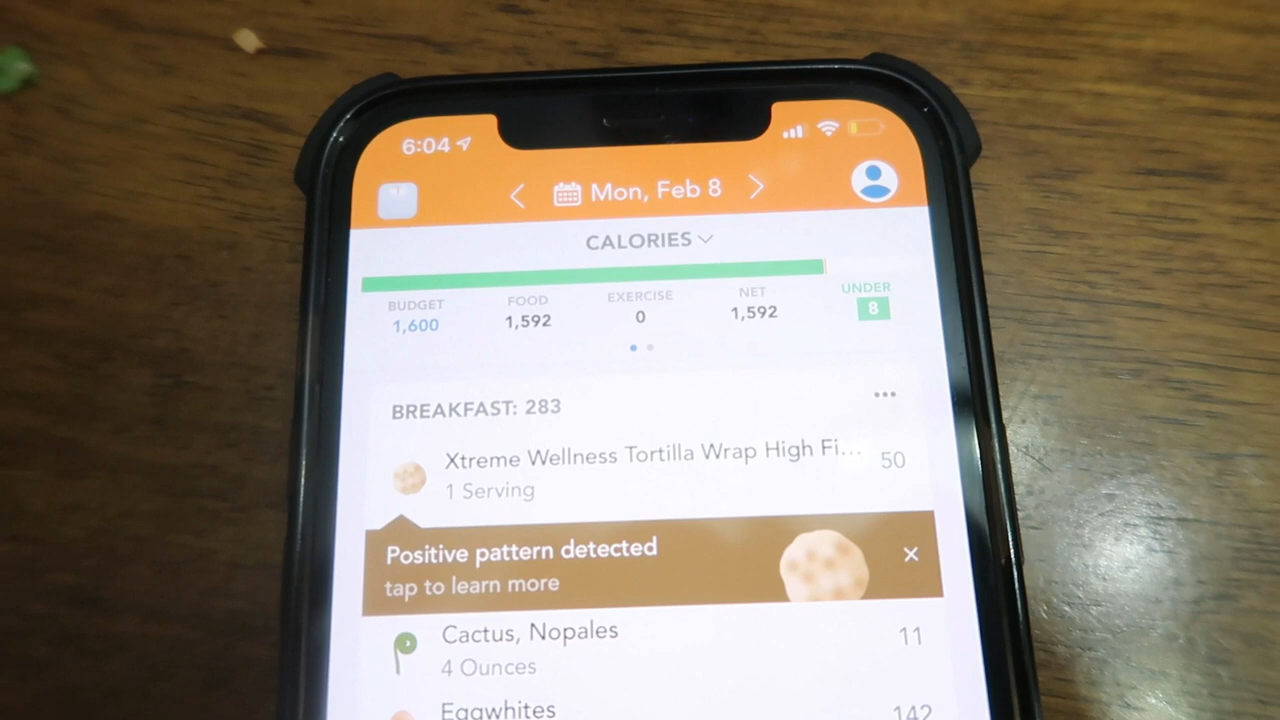 6:04
Mon, Feb 8
CALORIES
BUDGET FOOD EXERCISE NET UNDER
1,600 1,592 0 1,592 8
BREAKFAST: 283
Xtreme Wellness Tortilla Wrap High Fi... 50
1 Serving
Positive pattern detected
tap to learn more
Cactus, Nopales 11
4 Ounces
Eggwhites 142